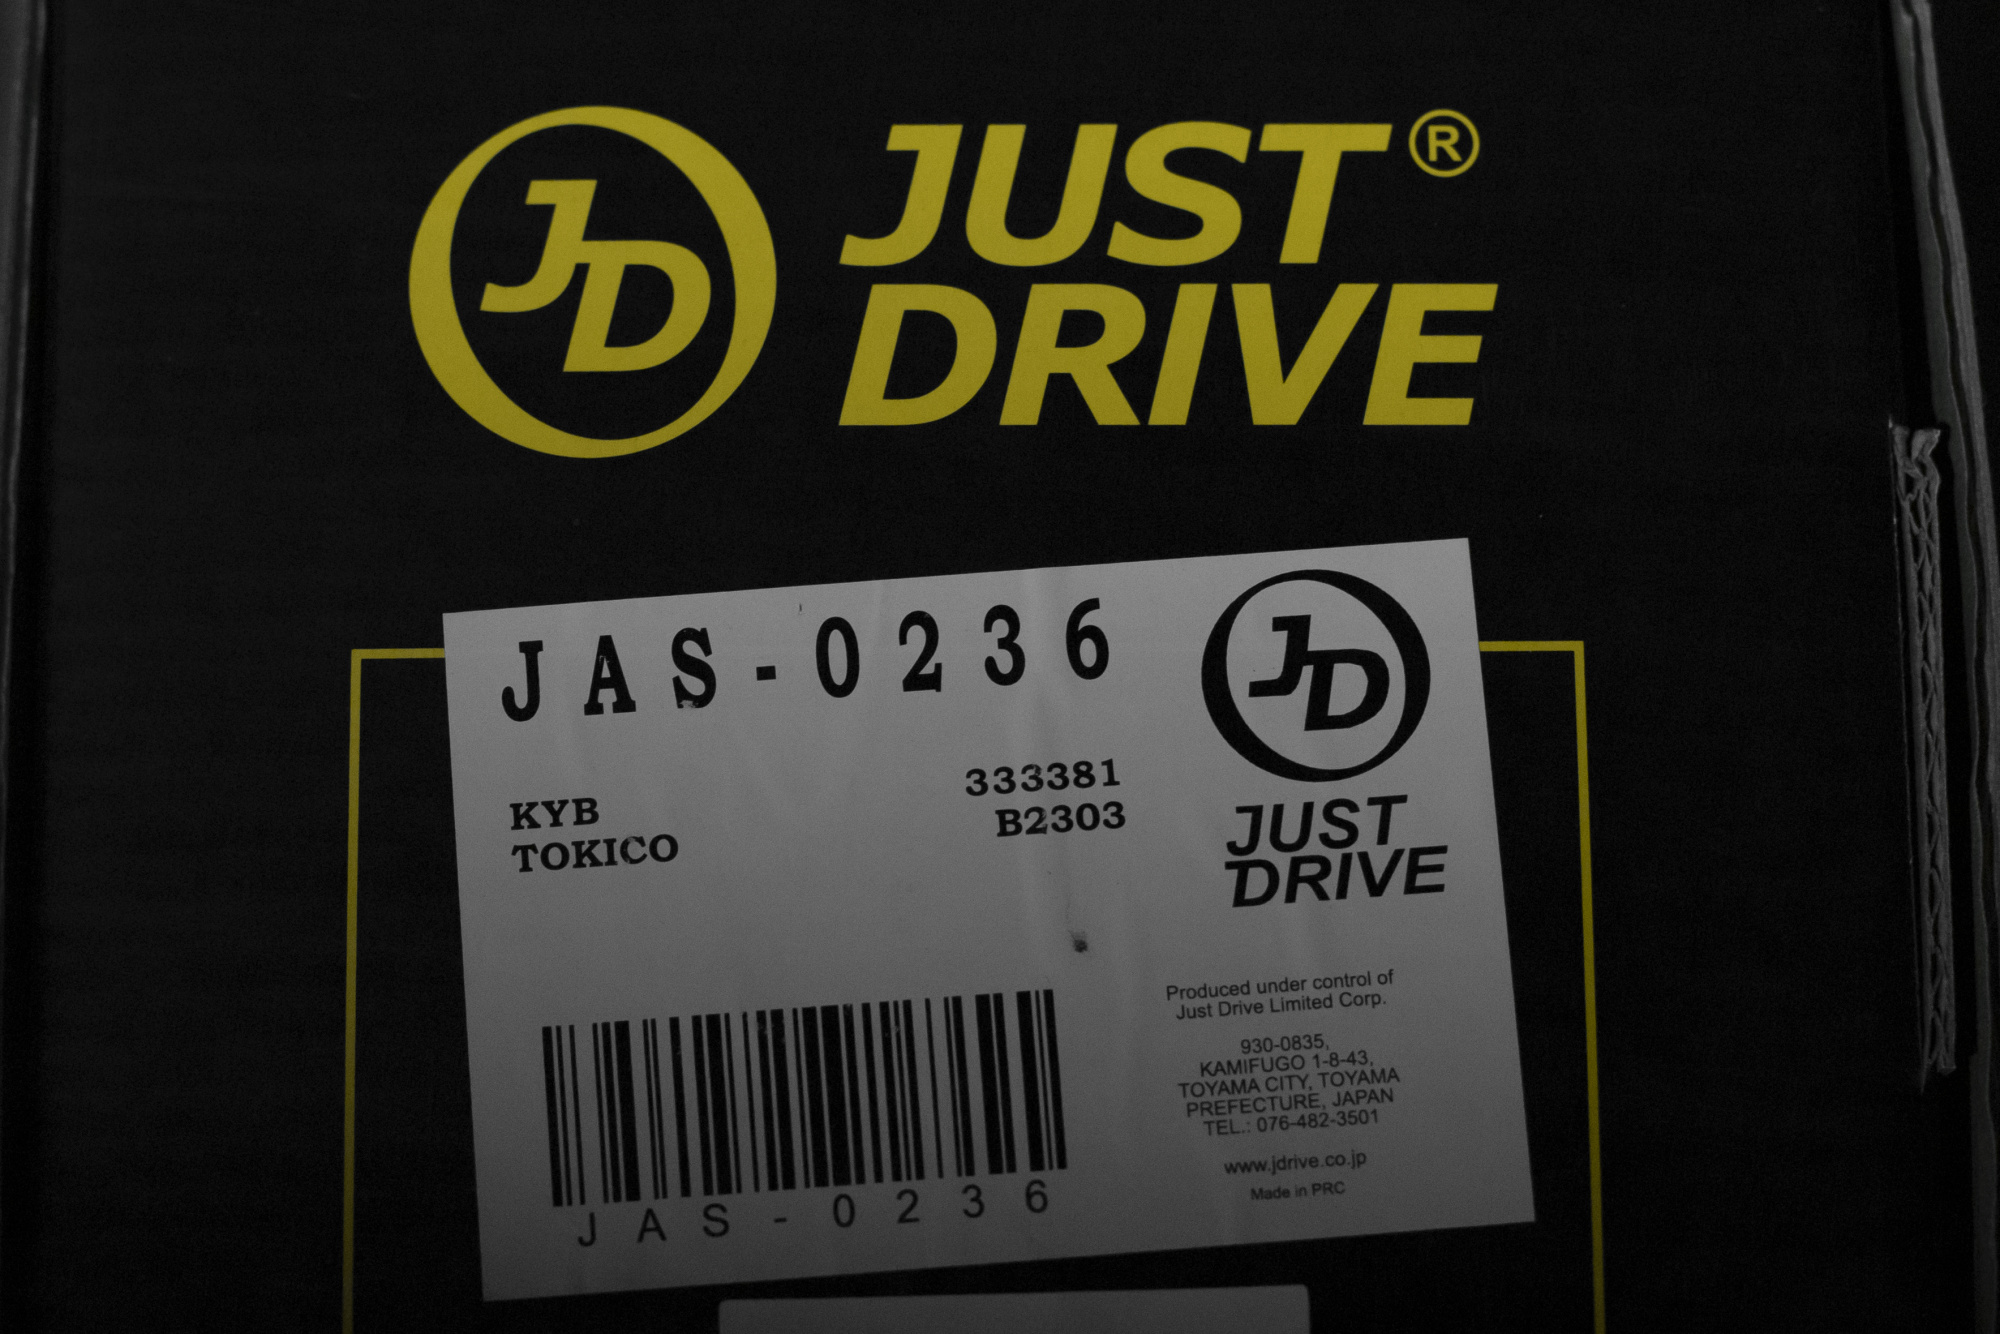 JD
JUST ®
DRIVE
JAS-0236
JD
JUST
DRIVE
KYB 333381
TOKICO B2303
Produced under control of
Just Drive Limited Corp.
930-0835,
KAMIFUGO 1-8-43,
TOYAMA CITY, TOYAMA
PREFECTURE, JAPAN
TEL.: 076-482-3501
www.jdrive.co.jp
Made in PRC
JAS-0236